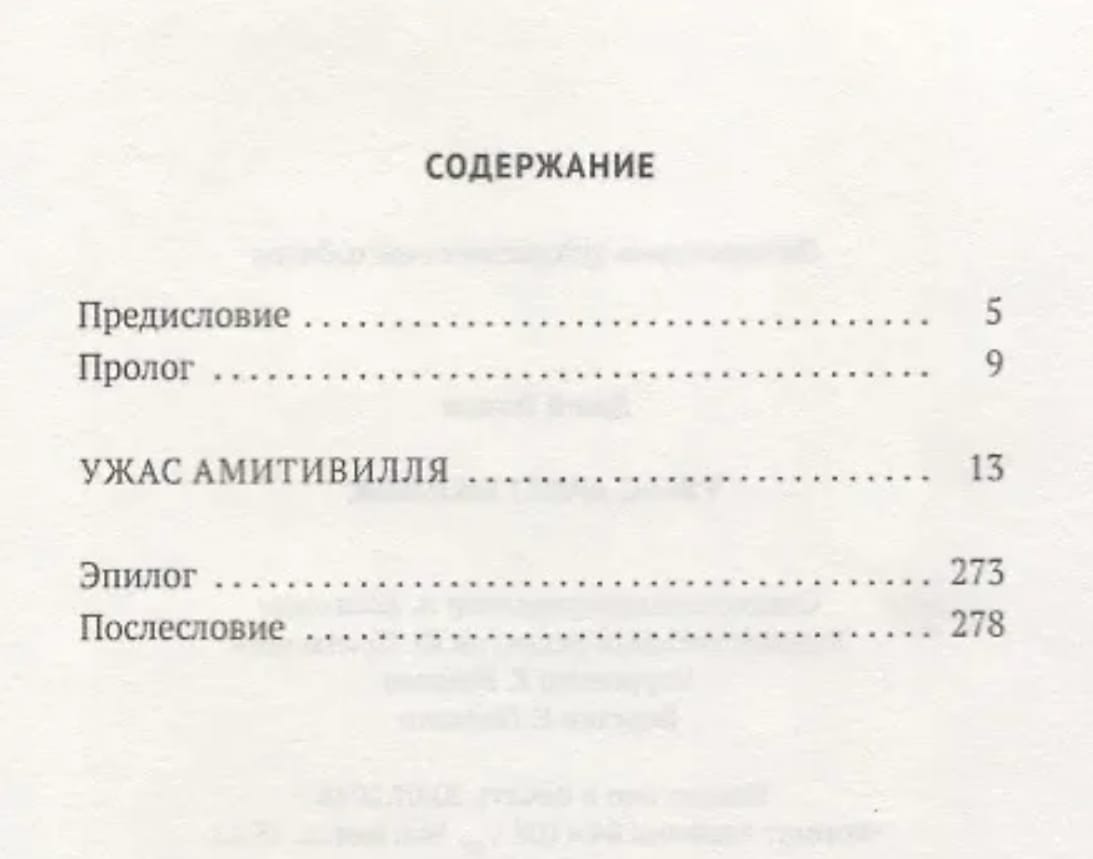 СОДЕРЖАНИЕ
Предисловие . . . . . . . . . . . . . . . . . . . . . . . . . . . . . . . . . . . . . . . . . . 5
Пролог . . . . . . . . . . . . . . . . . . . . . . . . . . . . . . . . . . . . . . . . . . . . . . . . 9
УЖАС АМИТИВИЛЛЯ . . . . . . . . . . . . . . . . . . . . . . . . . . . . . . . 13
Эпилог . . . . . . . . . . . . . . . . . . . . . . . . . . . . . . . . . . . . . . . . . . . . . . . . 273
Послесловие . . . . . . . . . . . . . . . . . . . . . . . . . . . . . . . . . . . . . . . . . . 278